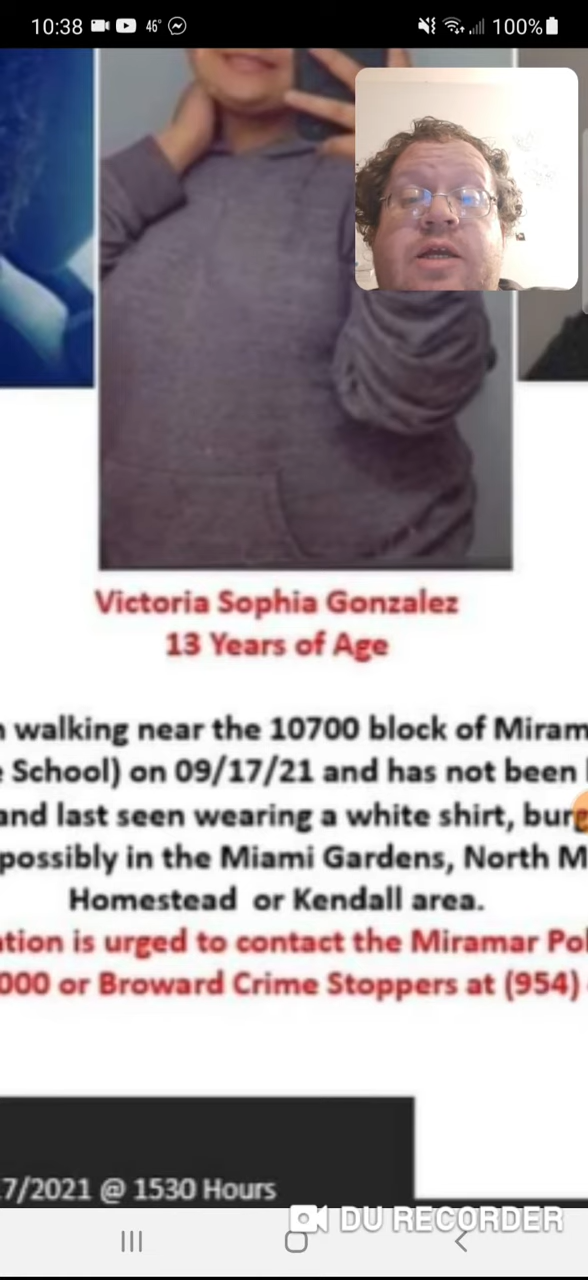 10:38 46° 100%
Victoria Sophia Gonzalez
13 Years of Age
walking near the 10700 block of Miram
School) on 09/17/21 and has not been
and last seen wearing a white shirt, burg
possibly in the Miami Gardens, North M
Homestead or Kendall area.
tion is urged to contact the Miramar Pol
000 or Broward Crime Stoppers at (954)
7/2021 @ 1530 Hours
DU RECORDER